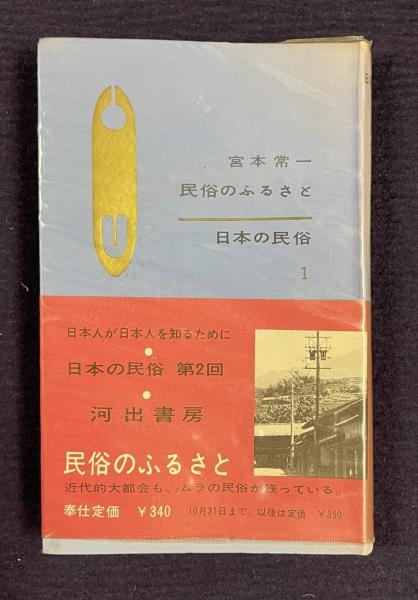 宮本常一
民俗のふるさと
日本の民俗
1
日本人が日本人を知るために
●
日本の民俗 第2回
●
河出書房
民俗のふるさと
近代的大都会も、ムラの民俗が残っている。
奉仕定価 ￥340 10月31日まで、以後は定価 ￥390